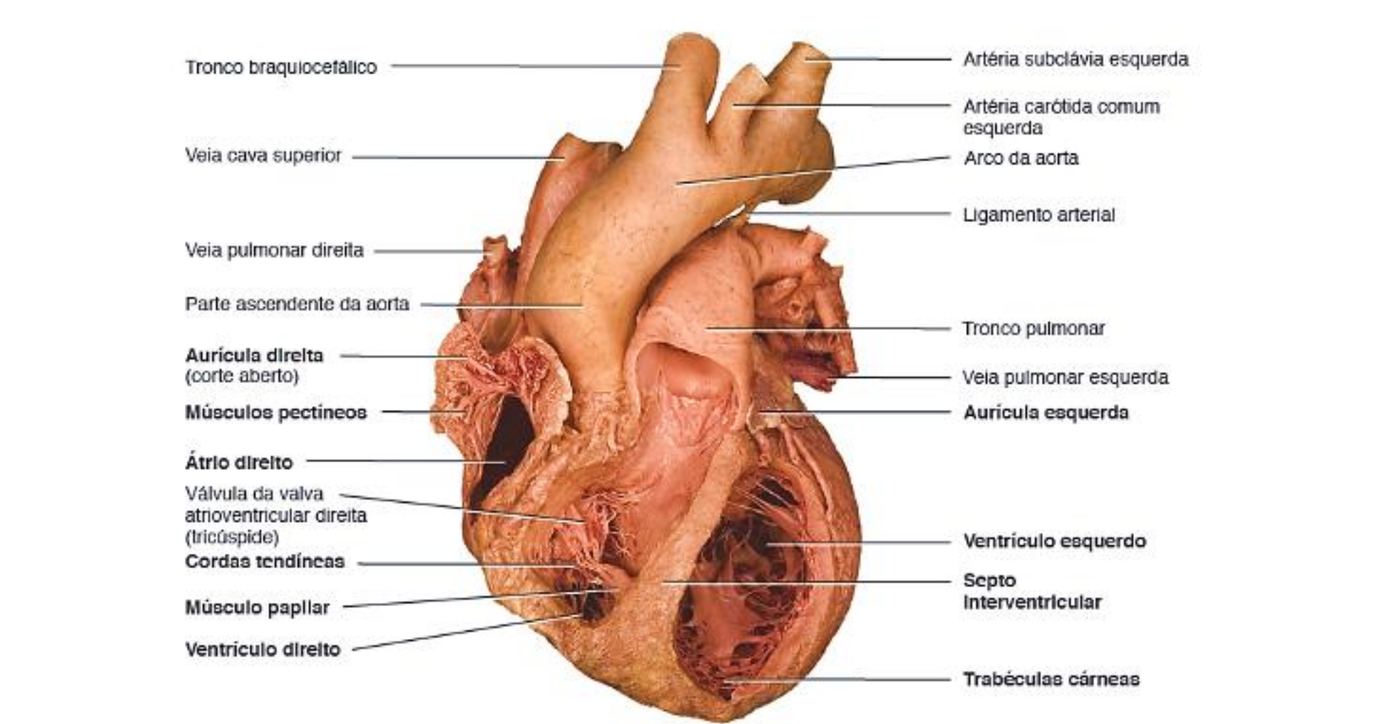 Tronco braquiocefálico
Veia cava superior
Veia pulmonar direita
Parte ascendente da aorta
Aurícula direita
(corte aberto)
Músculos pectíneos
Átrio direito
Válvula da valva
atrioventricular direita
(tricúspide)
Cordas tendíneas
Músculo papilar
Ventrículo direito
Artéria subclávia esquerda
Artéria carótida comum
esquerda
Arco da aorta
Ligamento arterial
Tronco pulmonar
Veia pulmonar esquerda
Aurícula esquerda
Ventrículo esquerdo
Septo
interventricular
Trabéculas cárneas